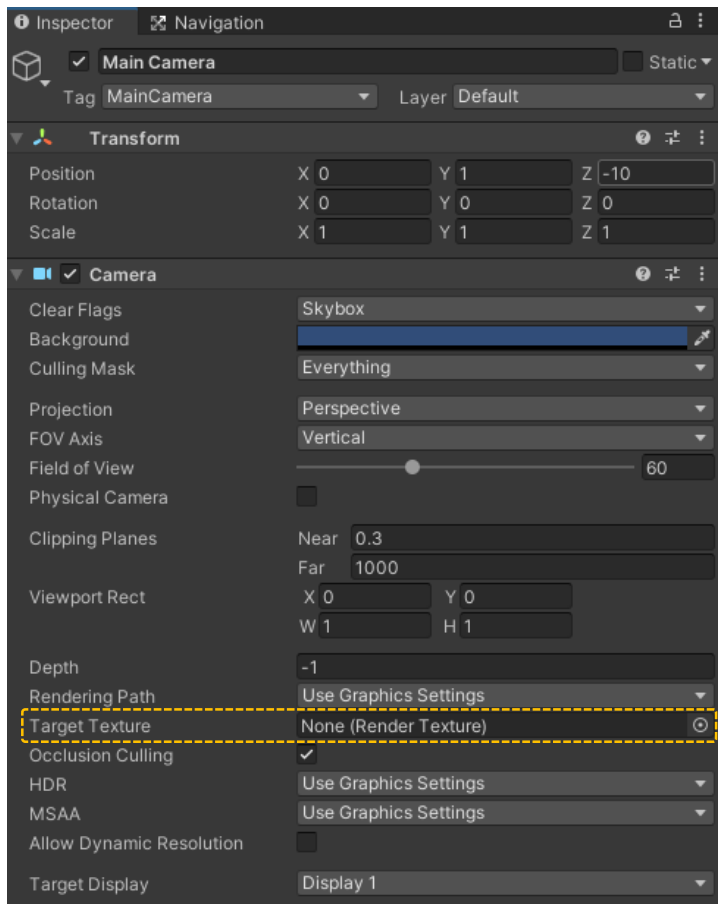 Inspector Navigation
Main Camera Static
Tag MainCamera Layer Default
Transform
Position X 0 Y 1 Z -10
Rotation X 0 Y 0 Z 0
Scale X 1 Y 1 Z 1
Camera
Clear Flags Skybox
Background
Culling Mask Everything
Projection Perspective
FOV Axis Vertical
Field of View 60
Physical Camera
Clipping Planes Near 0.3
Far 1000
Viewport Rect X 0 Y 0
W 1 H 1
Depth -1
Rendering Path Use Graphics Settings
Target Texture None (Render Texture)
Occlusion Culling
HDR Use Graphics Settings
MSAA Use Graphics Settings
Allow Dynamic Resolution
Target Display Display 1